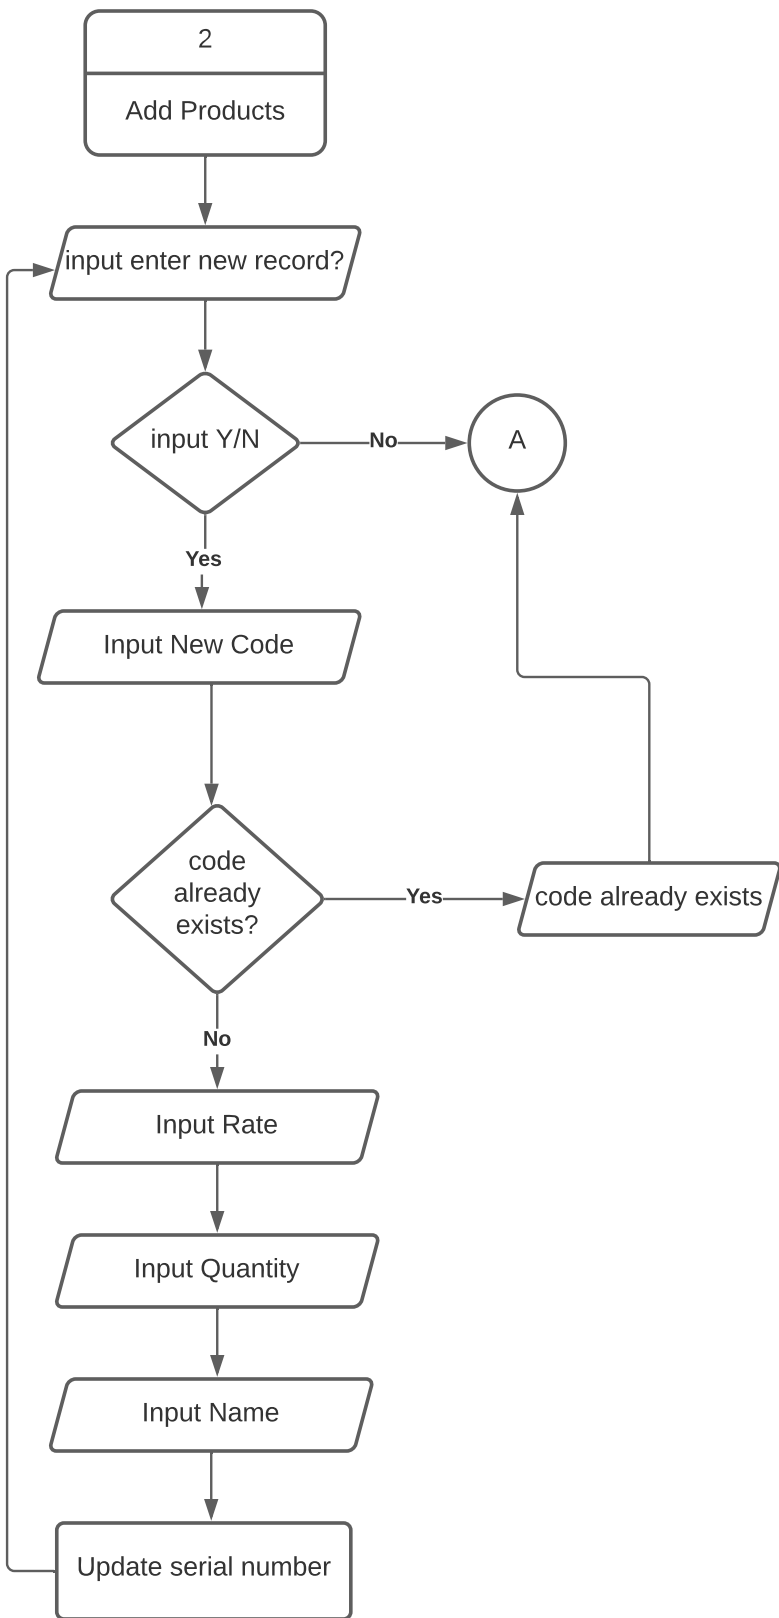 2
Add Products
input enter new record?
input Y/N
No
A
Yes
Input New Code
code
already
exists?
Yes
code already exists
No
Input Rate
Input Quantity
Input Name
Update serial number